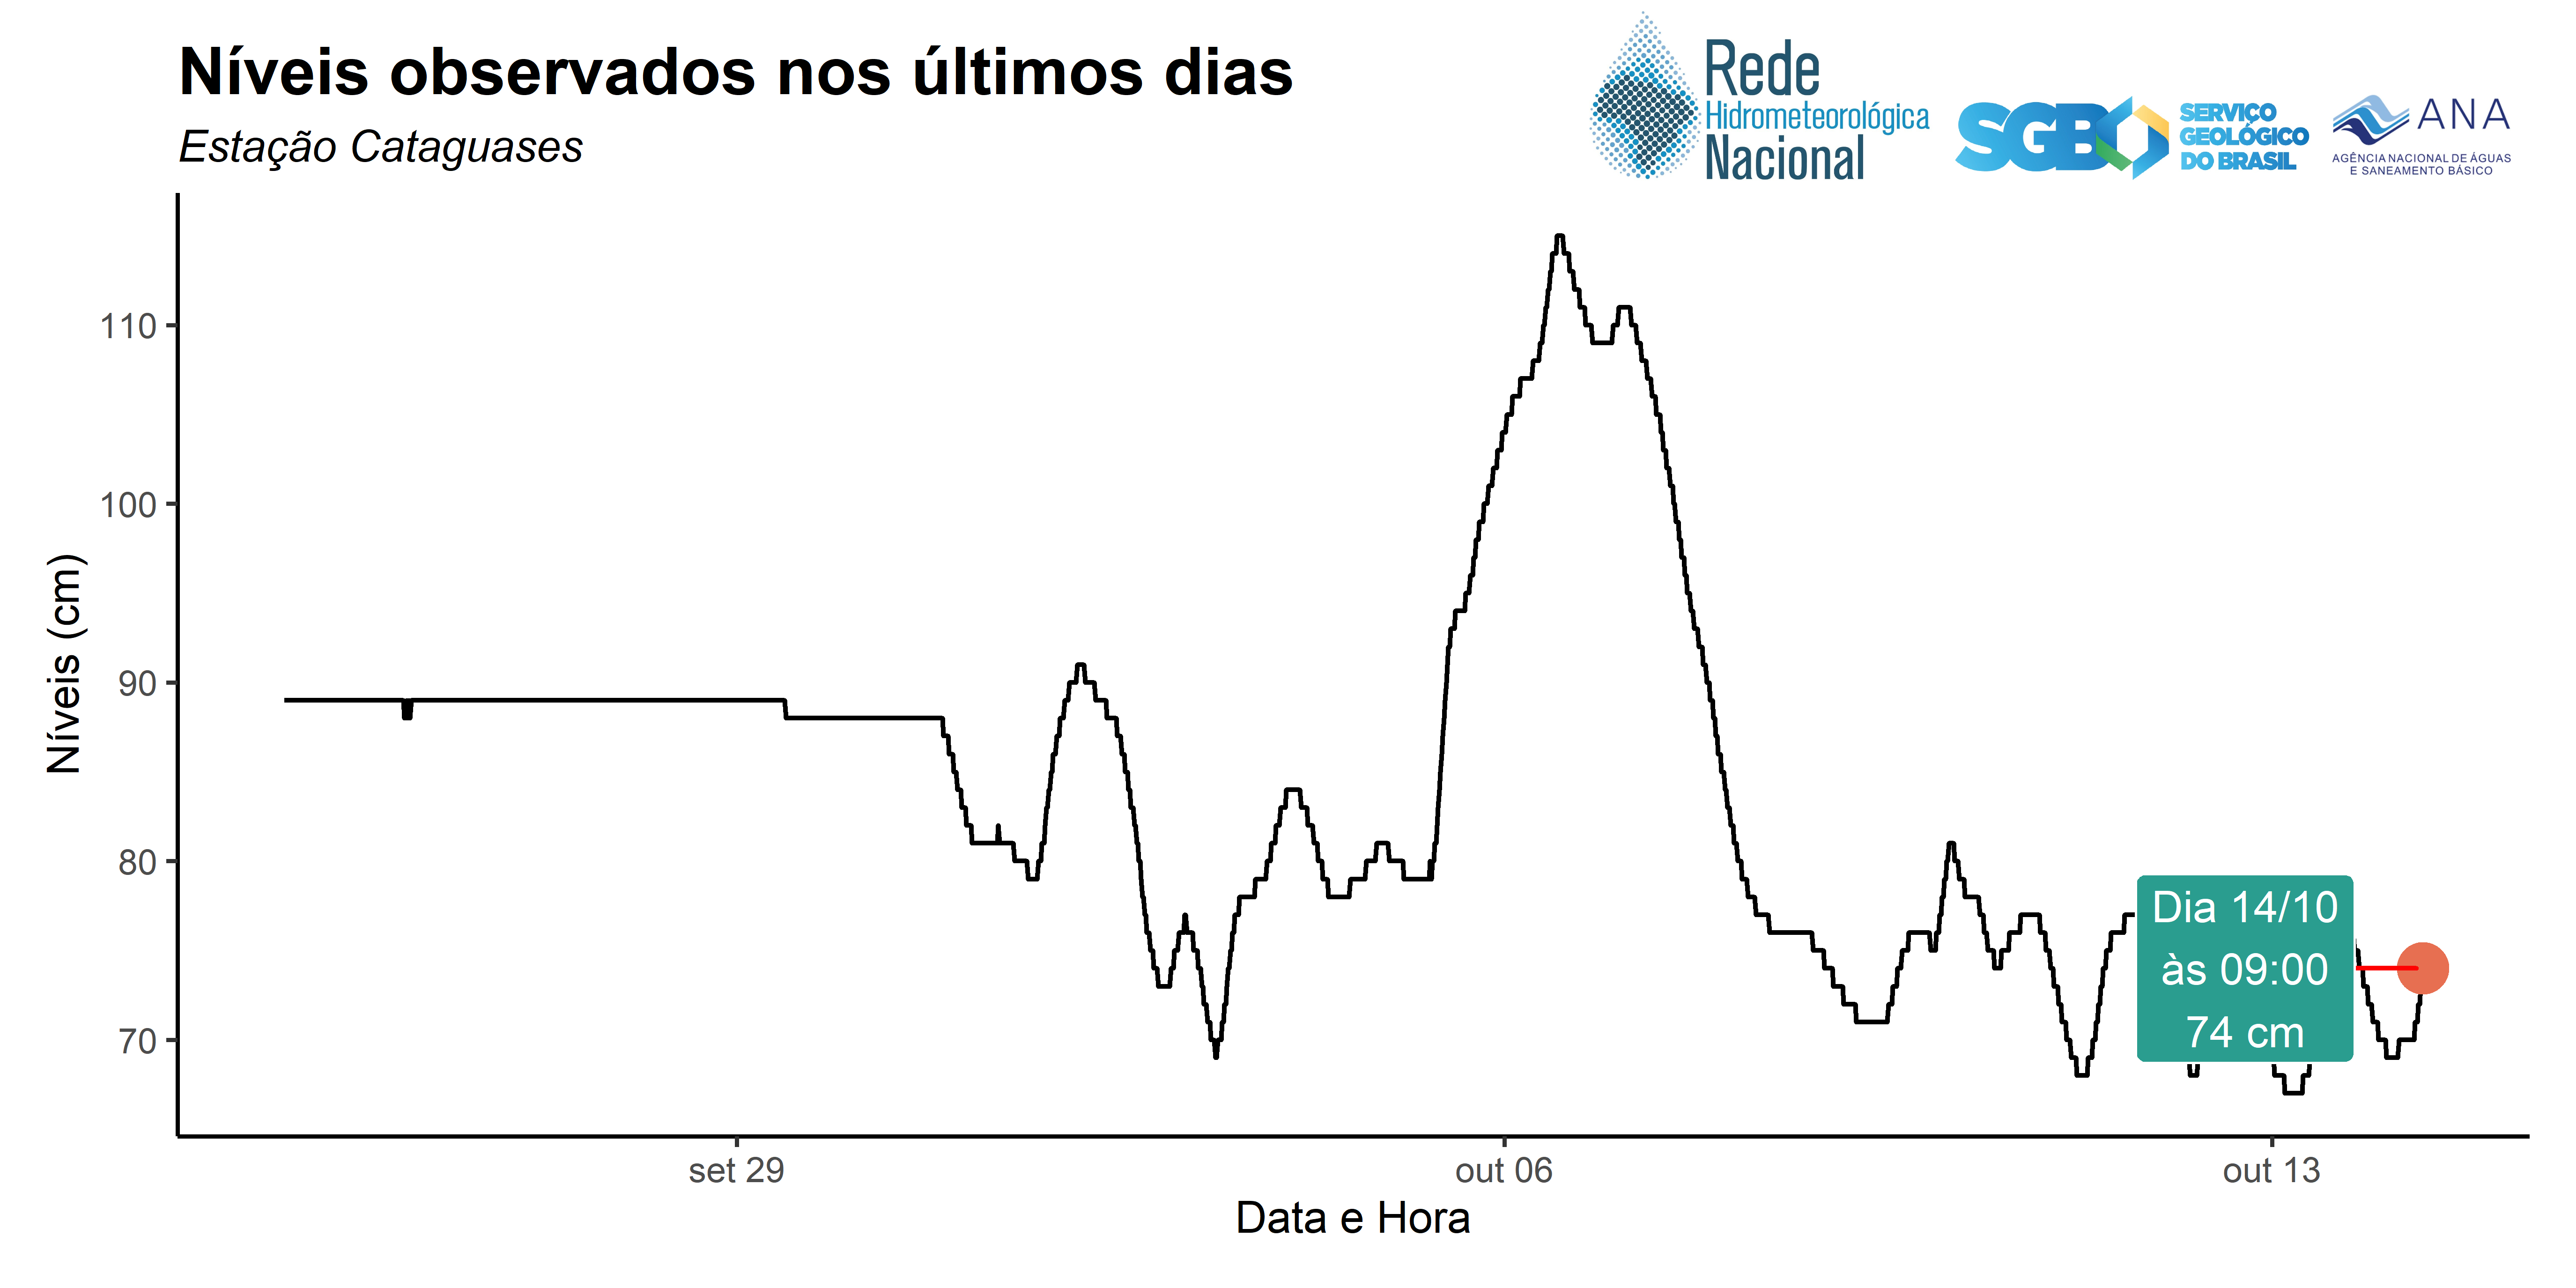 Níveis observados nos últimos dias
Estação Cataguases
Rede
Hidrometeorológica
Nacional
SGB
SERVIÇO
GEOLÓGICO
DO BRASIL
ANA
AGÊNCIA NACIONAL DE ÁGUAS
E SANEAMENTO BÁSICO
Níveis (cm)
110
100
90
80
70
Dia 14/10
às 09:00
74 cm
set 29
out 06
out 13
Data e Hora